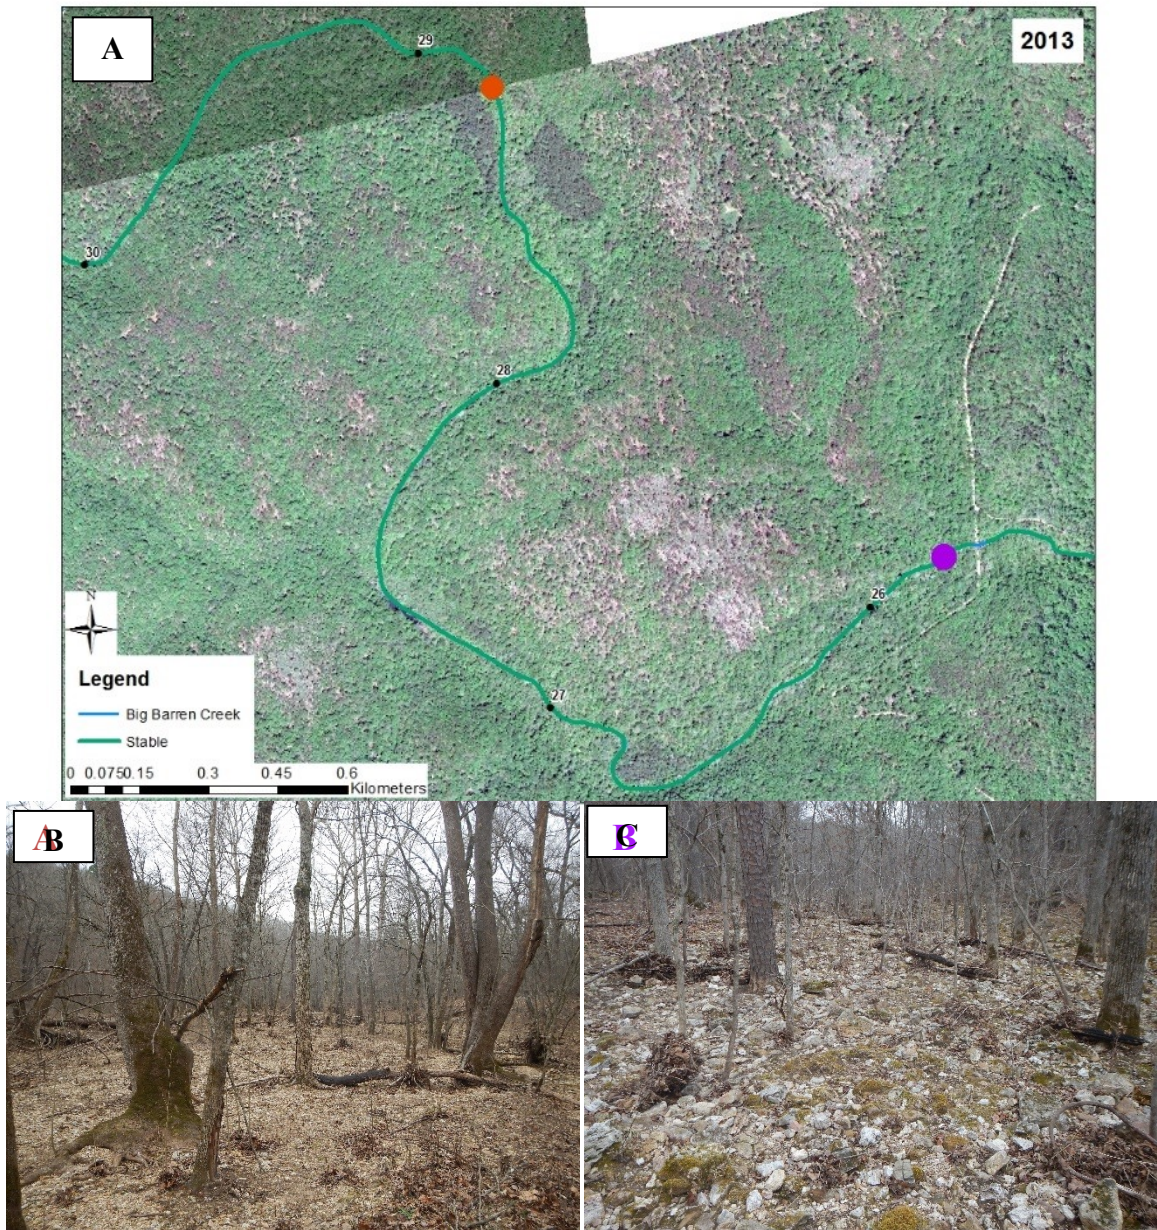 A
2013
29
30
28
27
26
N
Legend
Big Barren Creek
Stable
0 0.075 0.15 0.3 0.45 0.6
Kilometers
A B
B C